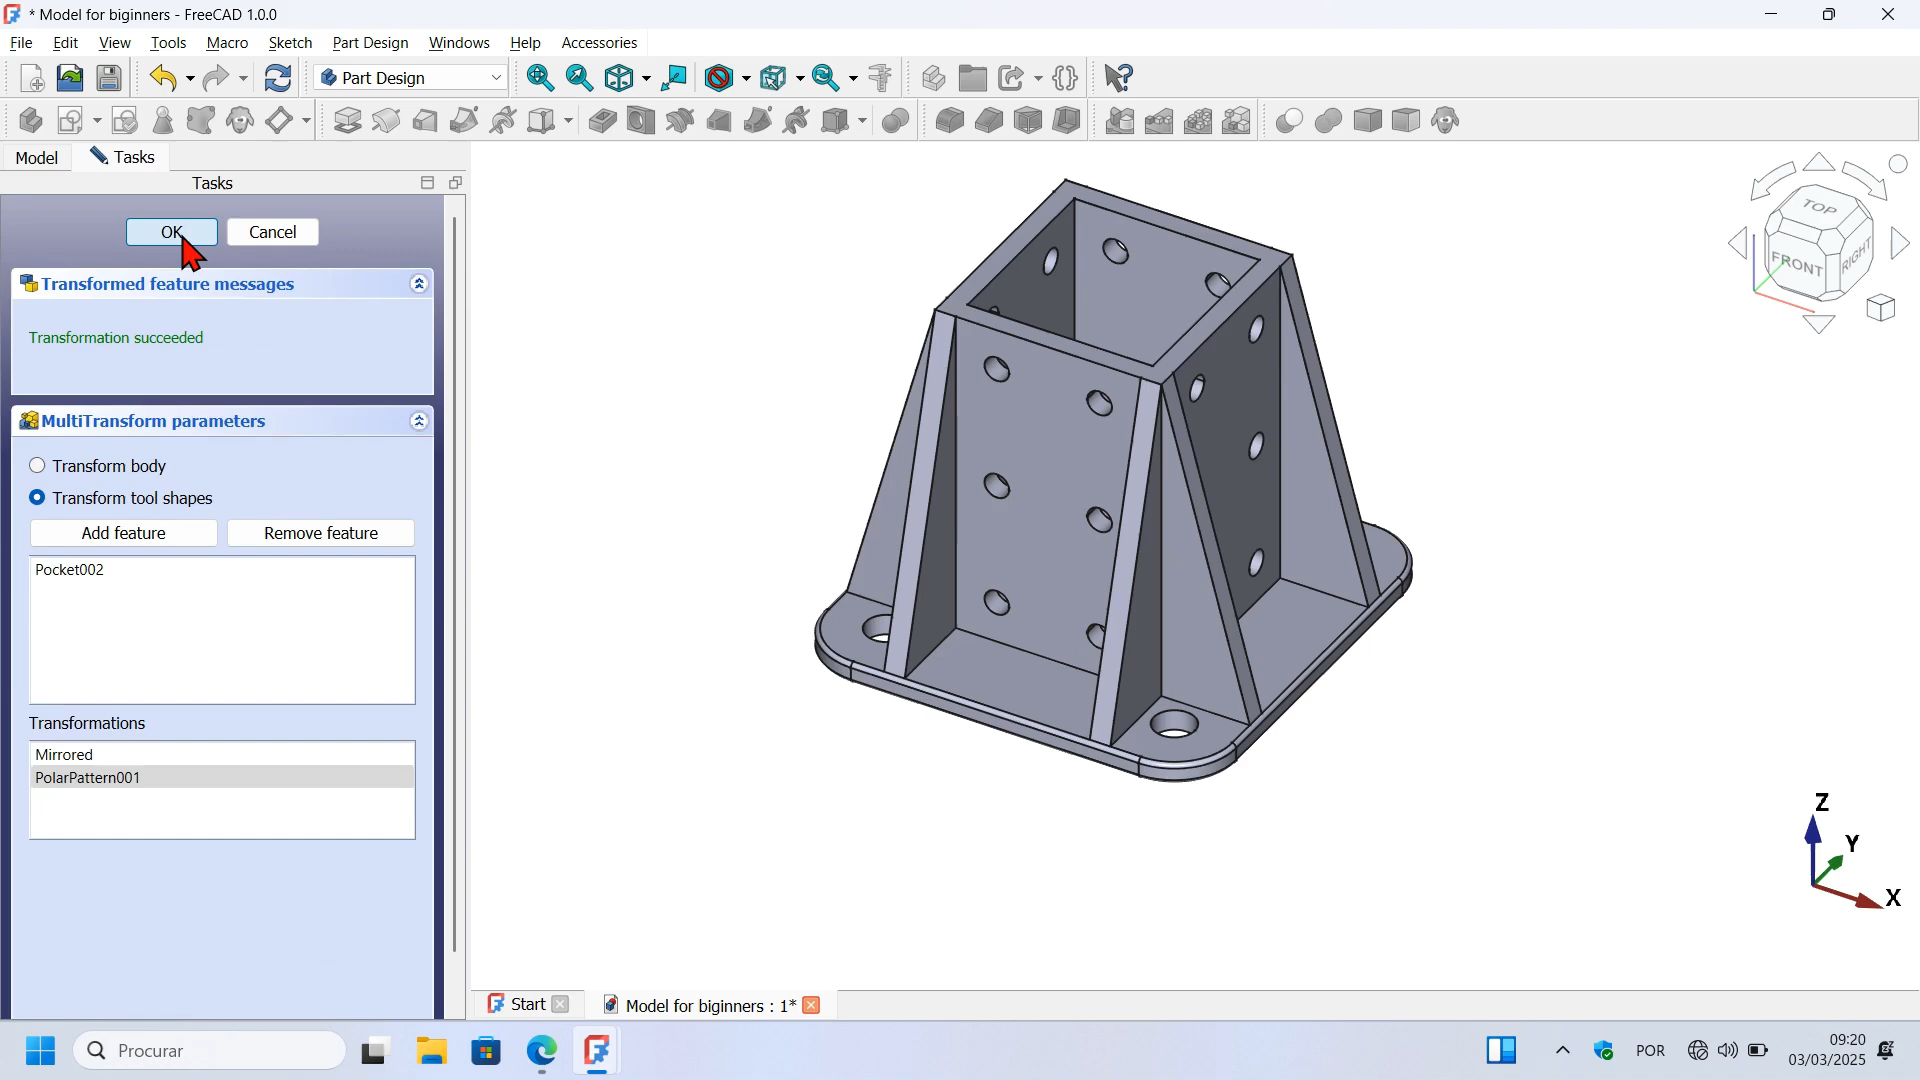 * Model for biginners - FreeCAD 1.0.0
File Edit View Tools Macro Sketch Part Design Windows Help Accessories
Part Design
Model Tasks
Tasks
OK Cancel
Transformed feature messages
Transformation succeeded
MultiTransform parameters
Transform body
Transform tool shapes
Add feature Remove feature
Pocket002
Transformations
Mirrored
PolarPattern001
TOP
FRONT RIGHT
Z
Y
X
Start Model for biginners : 1*
Procurar
POR
09:20
03/03/2025